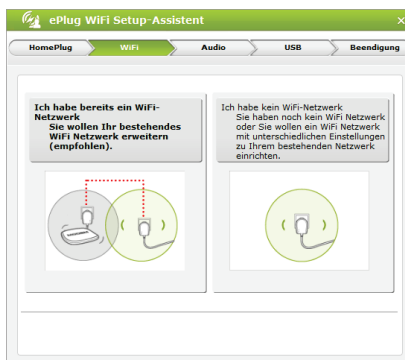 ePlug WiFi Setup-Assistent
HomePlug
WiFi
Audio
USB
Beendigung
Ich habe bereits ein WiFi-
Netzwerk
Sie wollen Ihr bestehendes
WiFi Netzwerk erweitern
(empfohlen).
Ich habe kein WiFi-Netzwerk
Sie haben noch kein WiFi Netzwerk
oder Sie wollen ein WiFi Netzwerk
mit unterschiedlichen Einstellungen
zu Ihrem bestehenden Netzwerk
einrichten.